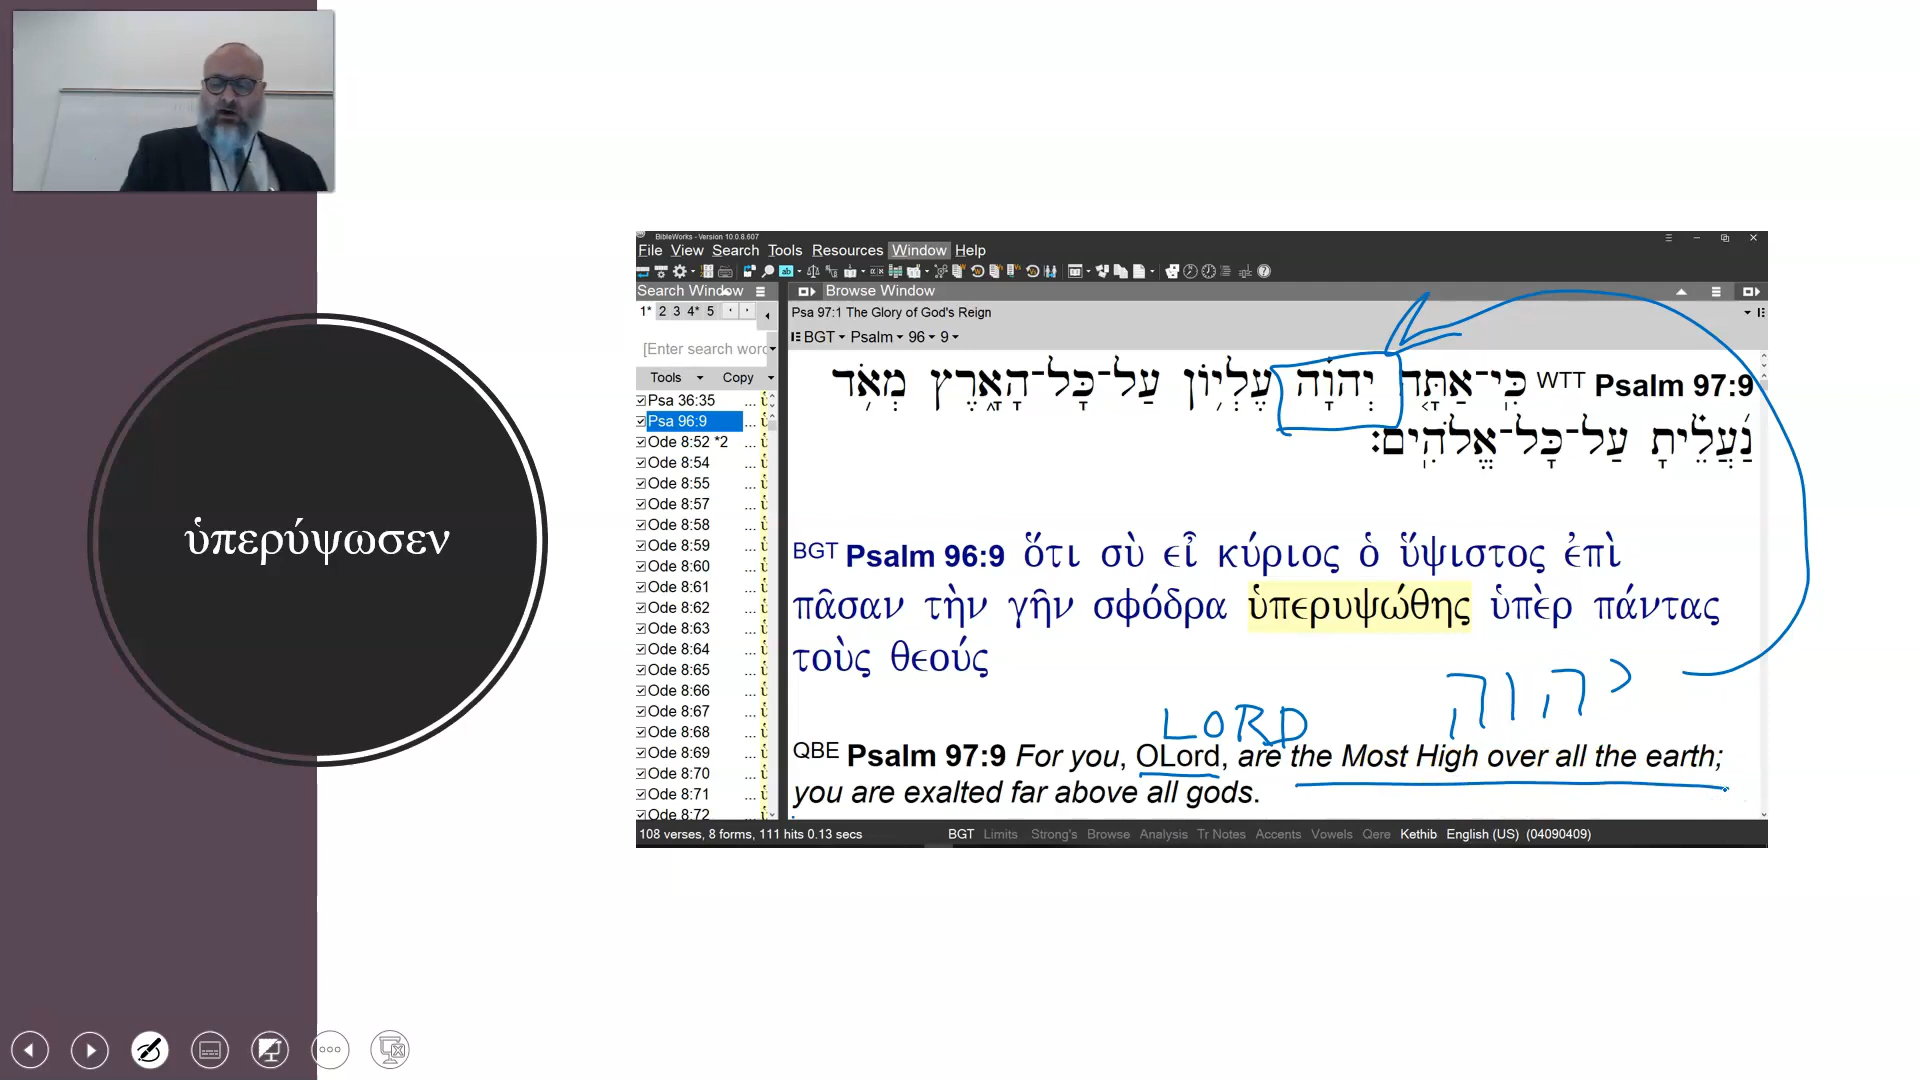 ὑπερύψωσεν
BibleWorks - Version 10.0.8.607
File View Search Tools Resources Window Help
Search Window
Browse Window
1* 2 3 4* 5
[Enter search word
Tools Copy
Psa 36:35 ...
Psa 96:9 ...
Ode 8:52 *2 ...
Ode 8:54 ...
Ode 8:55 ...
Ode 8:57 ...
Ode 8:58 ...
Ode 8:59 ...
Ode 8:60 ...
Ode 8:61 ...
Ode 8:62 ...
Ode 8:63 ...
Ode 8:64 ...
Ode 8:65 ...
Ode 8:66 ...
Ode 8:67 ...
Ode 8:68 ...
Ode 8:69 ...
Ode 8:70 ...
Ode 8:71 ...
Ode 8:72 ...
Psa 97:1 The Glory of God's Reign
BGT Psalm 96 9
WTT Psalm 97:9 כִּֽי־אַתָּ֤ה יְהוָ֗ה עֶלְי֥וֹן עַל־כָּל־הָאָ֑רֶץ מְאֹ֥ד
נַ֝עֲלֵ֗יתָ עַל־כָּל־אֱלֹהִֽים׃
BGT Psalm 96:9 ὅτι σὺ εἶ κύριος ὁ ὕψιστος ἐπὶ
πᾶσαν τὴν γῆν σφόδρα ὑπερυψώθης ὑπὲρ πάντας
τοὺς θεούς
יהוה
LORD
QBE Psalm 97:9 For you, OLord, are the Most High over all the earth;
you are exalted far above all gods.
108 verses, 8 forms, 111 hits 0.13 secs
BGT Limits Strong's Browse Analysis Tr Notes Accents Vowels Qere Kethib English (US) (04090409)